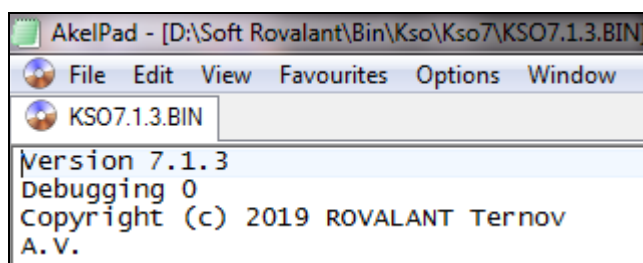 AkelPad - [D:\Soft Rovalant\Bin\Kso\Kso7\KSO7.1.3.BIN]
File Edit View Favourites Options Window
KSO7.1.3.BIN
Version 7.1.3
Debugging 0
Copyright (c) 2019 ROVALANT Ternov
A.V.